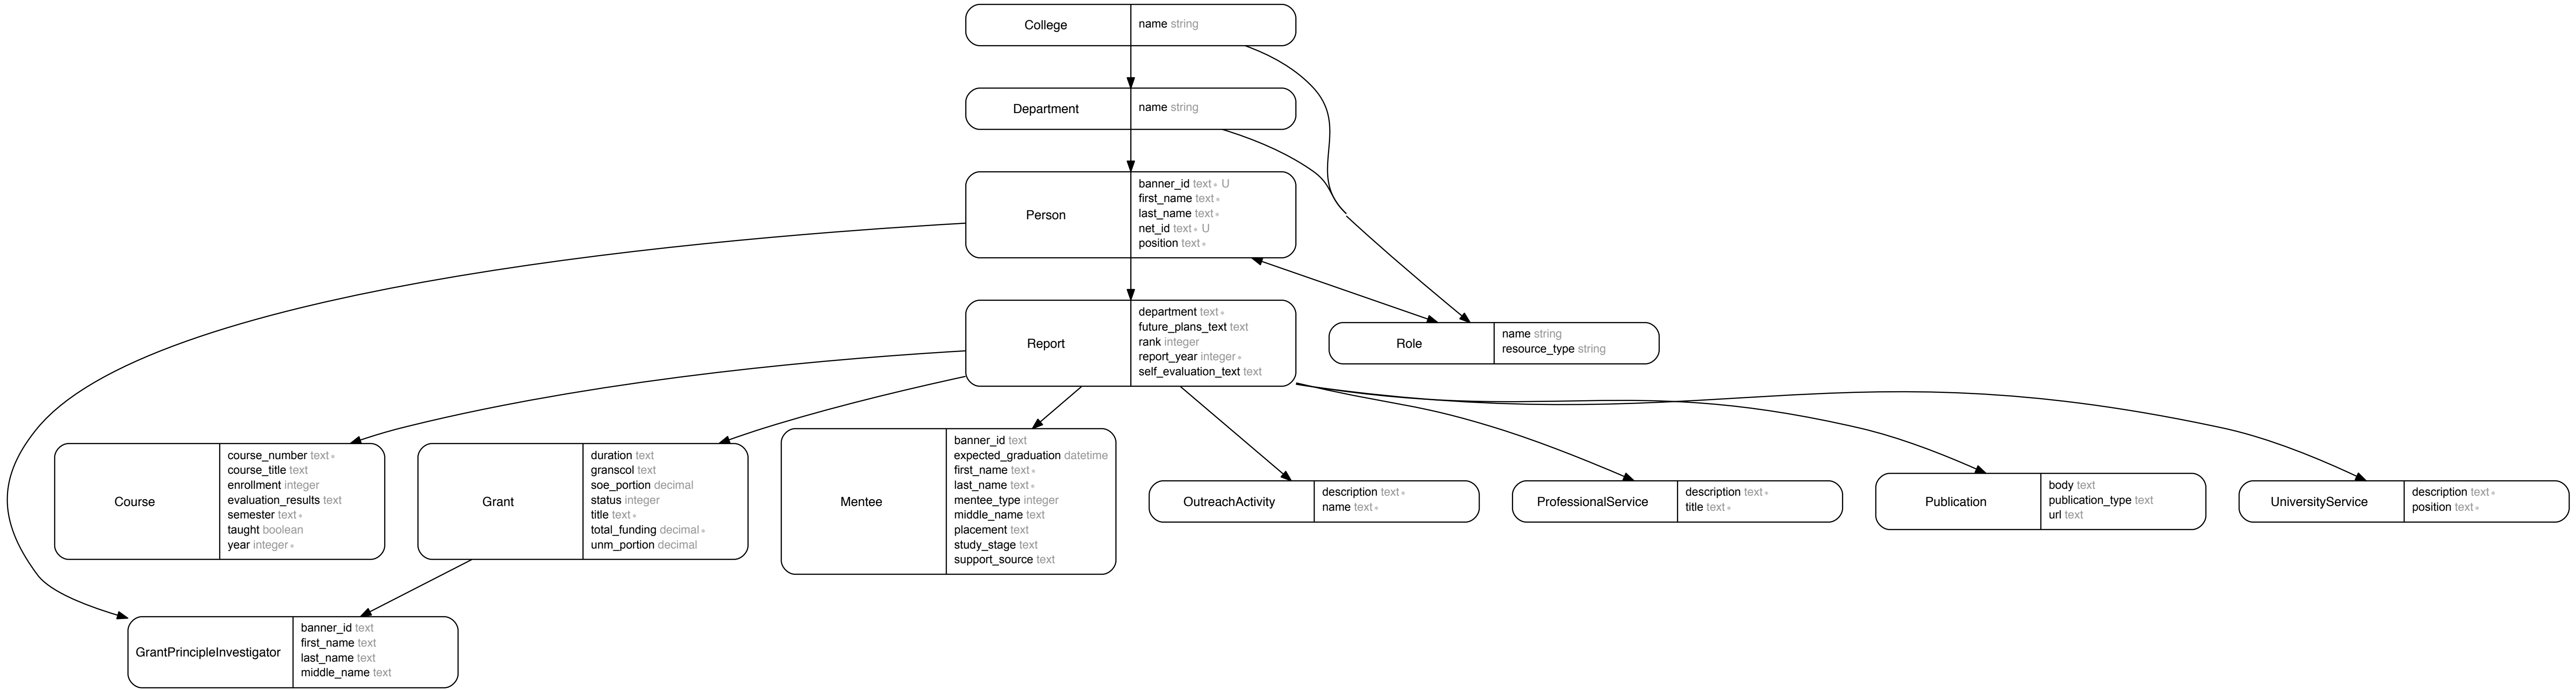 College
name string
Department
name string
Person
banner_id text * U
first_name text *
last_name text *
net_id text * U
position text *
Report
department text *
future_plans_text text
rank integer
report_year integer *
self_evaluation_text text
Role
name string
resource_type string
Course
course_number text *
course_title text
enrollment integer
evaluation_results text
semester text *
taught boolean
year integer *
Grant
duration text
granscol text
soe_portion decimal
status integer
title text *
total_funding decimal *
unm_portion decimal
Mentee
banner_id text
expected_graduation datetime
first_name text *
last_name text *
mentee_type integer
middle_name text
placement text
study_stage text
support_source text
OutreachActivity
description text *
name text *
ProfessionalService
description text *
title text *
Publication
body text
publication_type text
url text
UniversityService
description text *
position text *
GrantPrincipleInvestigator
banner_id text
first_name text
last_name text
middle_name text